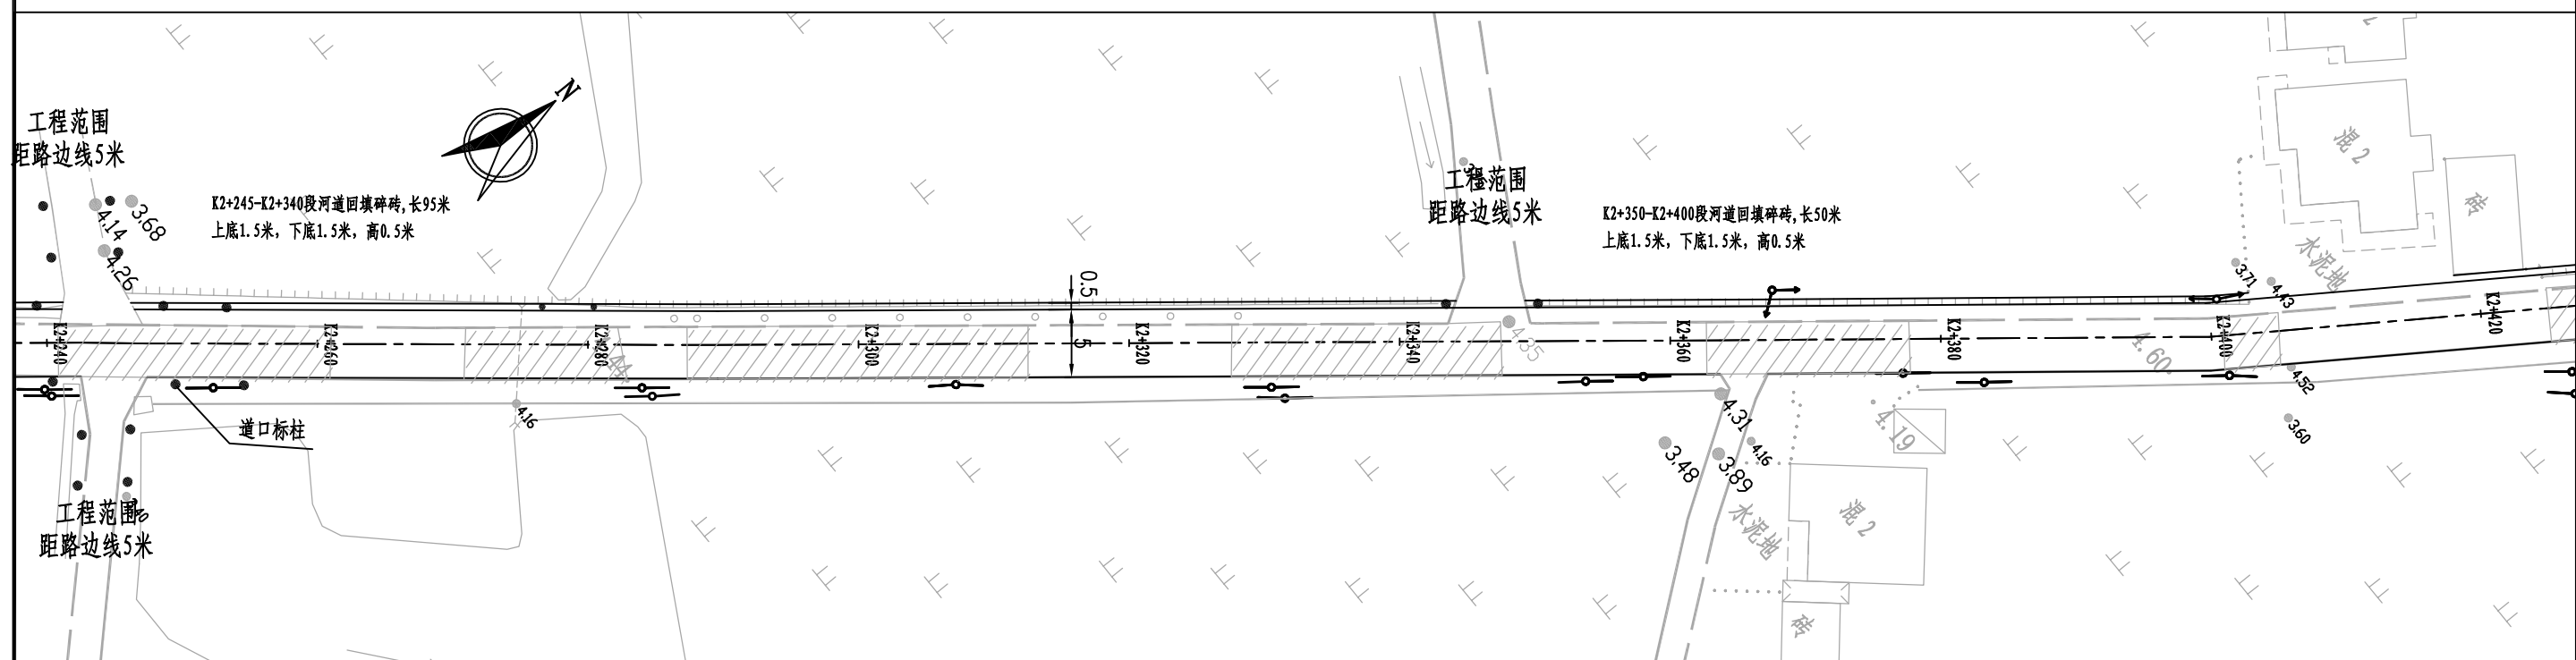 N
工程范围
距路边线5米
4.14
3.68
4.26
K2+245-K2+340段河道回填碎砖,长95米
上底1.5米，下底1.5米，高0.5米
工程范围
距路边线5米
K2+350-K2+400段河道回填碎砖,长50米
上底1.5米，下底1.5米，高0.5米
混2
砖
水泥地
3.71
4.43
0.5
5
K2+240
K2+260
K2+280
K2+300
K2+320
K2+340
K2+360
K2+380
K2+400
K2+420
4.35
4.60
4.52
3.60
4.16
道口标柱
4.31
4.16
3.48
3.89
4.19
工程范围
距路边线5米
水泥地
混2
砖